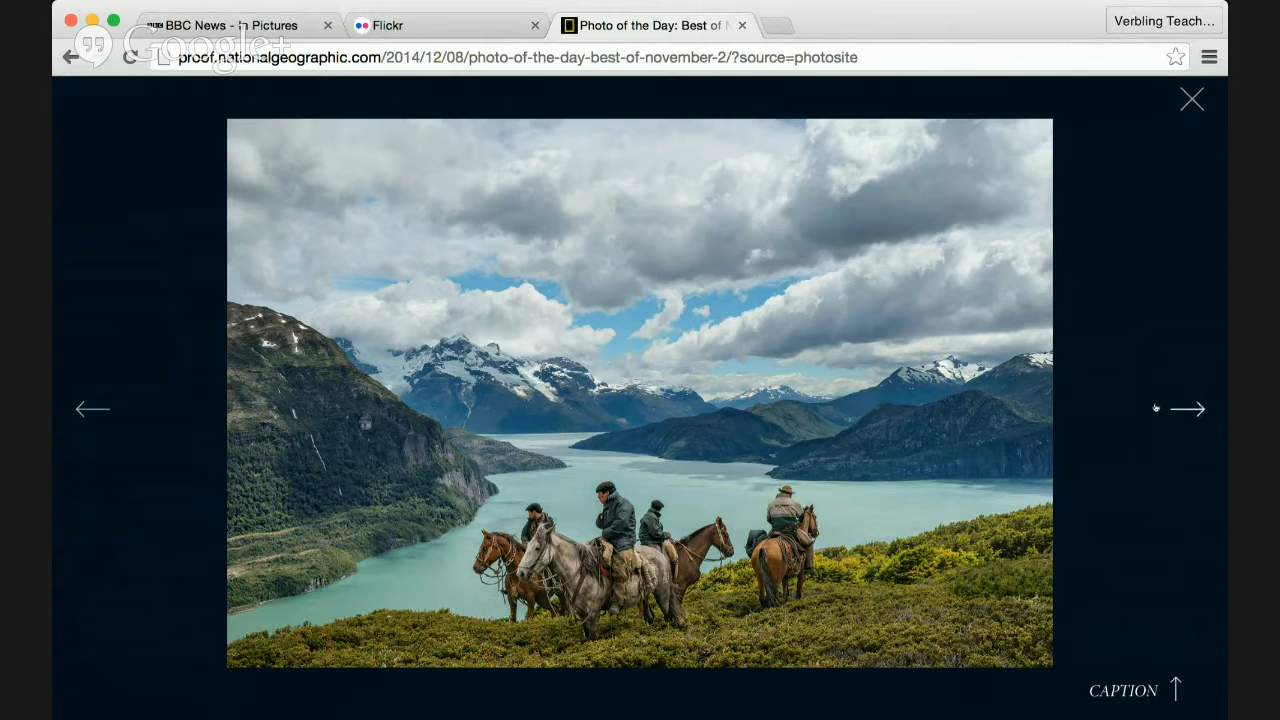 BBC News - In Pictures
Flickr
Photo of the Day: Best of N
Verbling Teach...
Google+
proof.nationalgeographic.com/2014/12/08/photo-of-the-day-best-of-november-2/?source=photosite
CAPTION